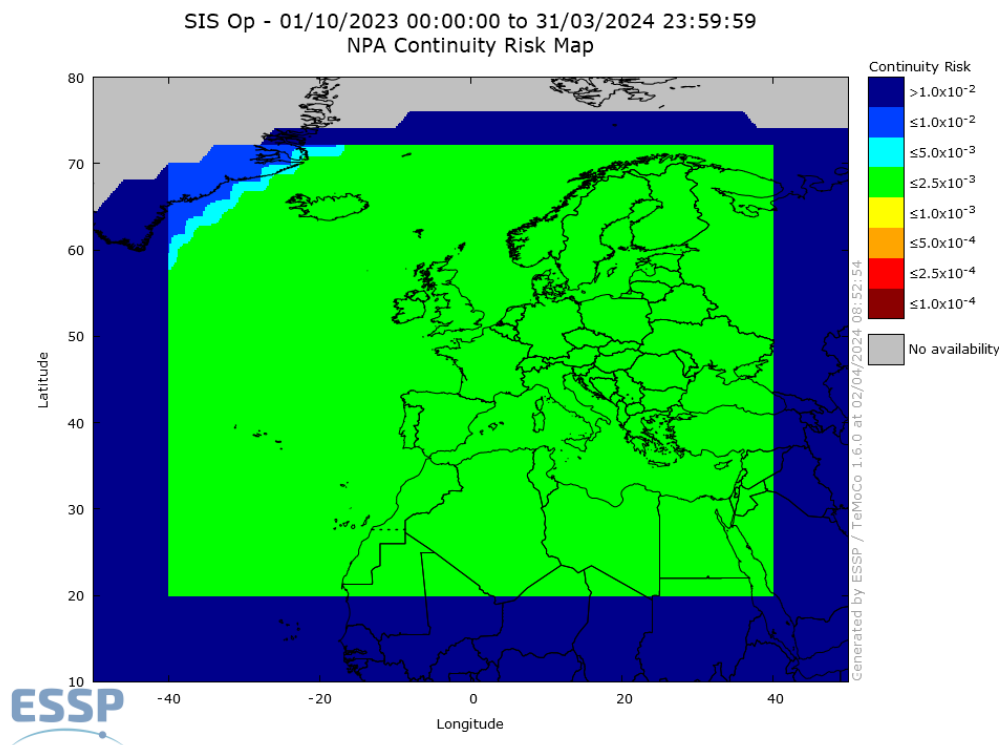 SIS Op - 01/10/2023 00:00:00 to 31/03/2024 23:59:59
NPA Continuity Risk Map
Continuity Risk
>1.0x10-2
≤1.0x10-2
≤5.0x10-3
≤2.5x10-3
≤1.0x10-3
≤5.0x10-4
≤2.5x10-4
≤1.0x10-4
No availability
80
70
60
50
40
30
20
10
Latitude
-40
-20
0
20
40
Longitude
Generated by ESSP / TeMoCo 1.6.0 at 02/04/2024 08:52:54
ESSP